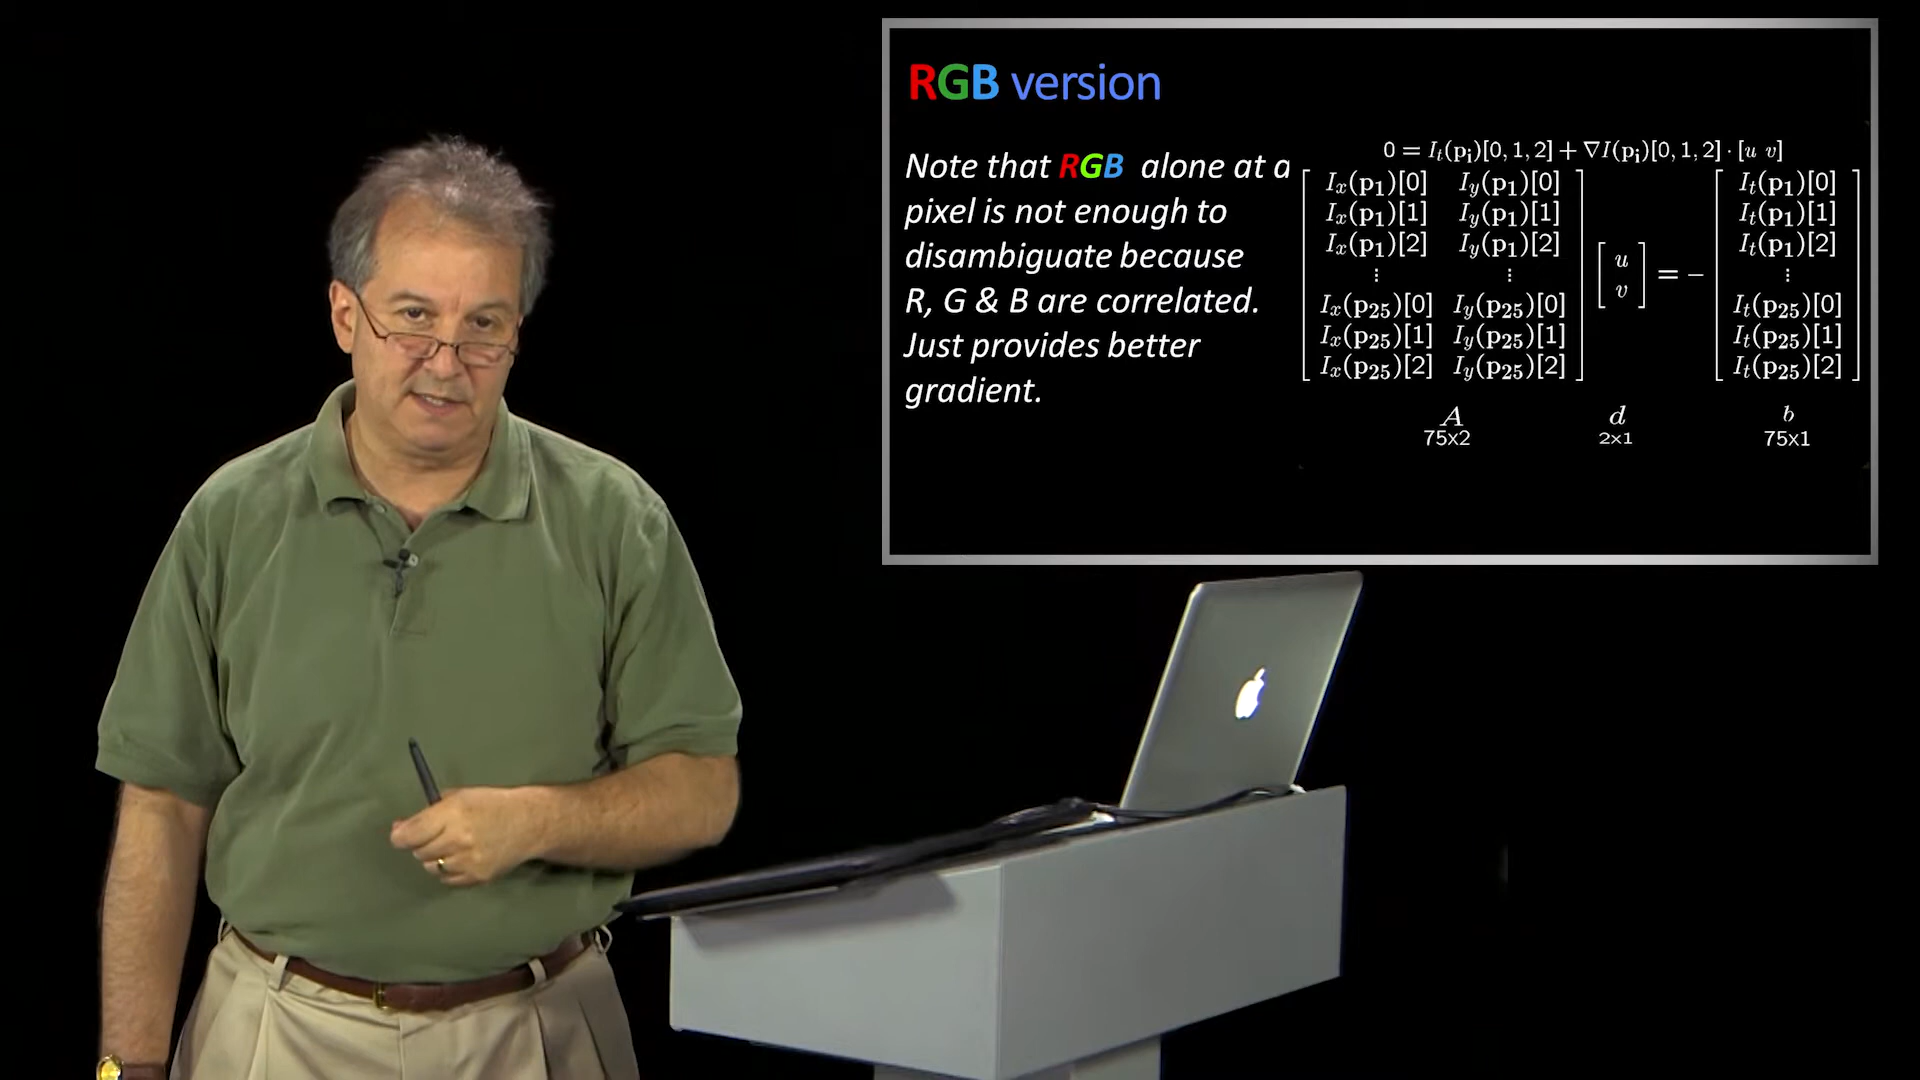 RGB version
Note that RGB alone at a
pixel is not enough to
disambiguate because
R, G & B are correlated.
Just provides better
gradient.
0 = I_t(p_i)[0, 1, 2] + ∇I(p_i)[0, 1, 2] · [u v]
I_x(p_1)[0] I_y(p_1)[0]
I_x(p_1)[1] I_y(p_1)[1]
I_x(p_1)[2] I_y(p_1)[2]
⋮ ⋮
I_x(p_25)[0] I_y(p_25)[0]
I_x(p_25)[1] I_y(p_25)[1]
I_x(p_25)[2] I_y(p_25)[2]
u
v
= −
I_t(p_1)[0]
I_t(p_1)[1]
I_t(p_1)[2]
⋮
I_t(p_25)[0]
I_t(p_25)[1]
I_t(p_25)[2]
A d b
75x2 2x1 75x1